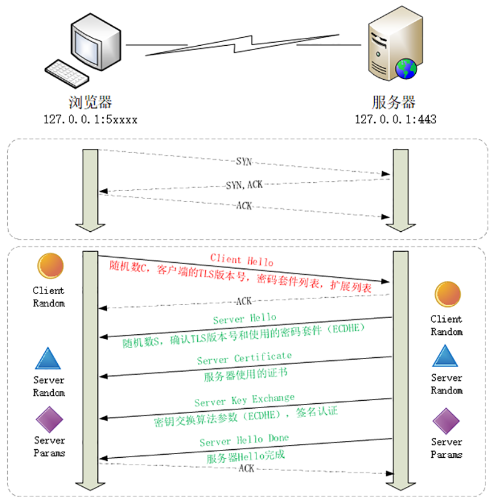 浏览器
服务器
127.0.0.1:5xxxx
127.0.0.1:443
SYN
SYN,ACK
ACK
Client Hello
随机数C，客户端的TLS版本号，密码套件列表，扩展列表
Client
Random
Client
Random
ACK
Server Hello
随机数S，确认TLS版本号和使用的密码套件（ECDHE）
Server
Random
Server
Random
Server Certificate
服务器使用的证书
Server Key Exchange
密钥交换算法参数（ECDHE），签名认证
Server
Params
Server
Params
Server Hello Done
服务器Hello完成
ACK